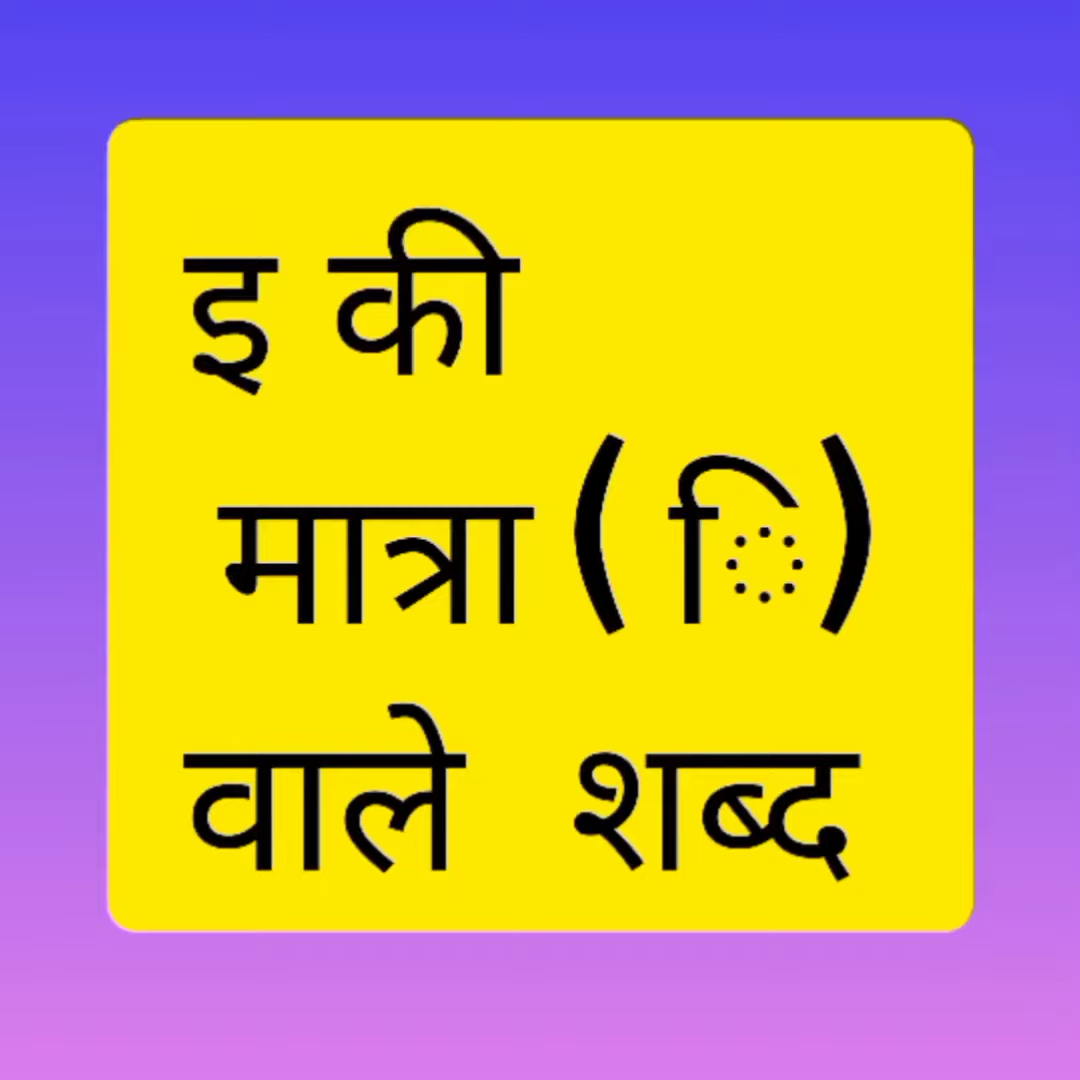 इ की
मात्रा ( ि)
वाले शब्द